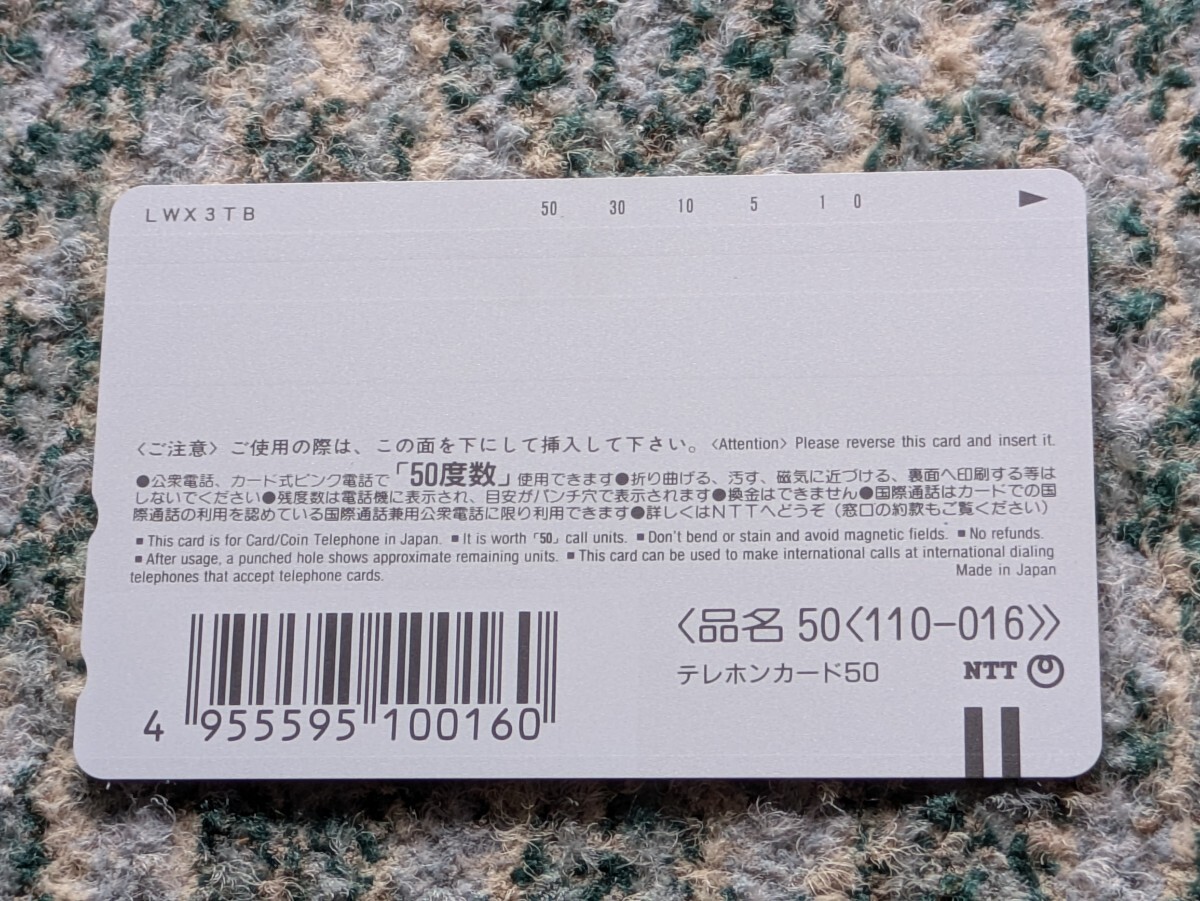 LWX3TB
50 30 10 5 1 0
〈ご注意〉ご使用の際は、この面を下にして挿入して下さい。〈Attention〉Please reverse this card and insert it.
●公衆電話、カード式ピンク電話で「50度数」使用できます●折り曲げる、汚す、磁気に近づける、裏面へ印刷する等は
しないでください●残度数は電話機に表示され、目安がパンチ穴で表示されます●換金はできません●国際通話はカードでの国
際通話の利用を認めている国際通話兼用公衆電話に限り利用できます●詳しくはNTTへどうぞ(窓口の約款もご覧ください)
■This card is for Card/Coin Telephone in Japan. ■It is worth「50」call units. ■Don't bend or stain and avoid magnetic fields. ■No refunds.
■After usage, a punched hole shows approximate remaining units. ■This card can be used to make international calls at international dialing
telephones that accept telephone cards. Made in Japan
〈品名 50〈110-016〉〉
テレホンカード50 NTT
4 955595 100160